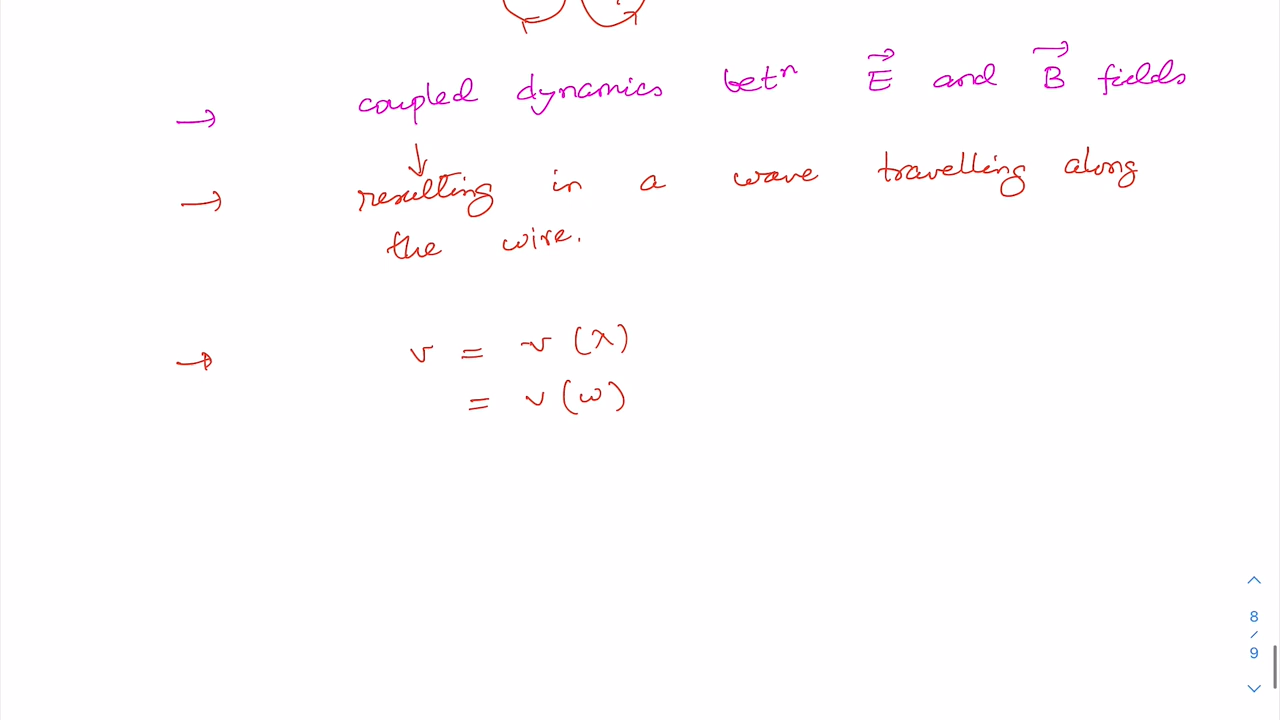 → coupled dynamics betⁿ E⃗ and B⃗ fields
↓
→ resulting in a wave travelling along
the wire.
→ v = v (λ)
= v (ω)
8
/
9